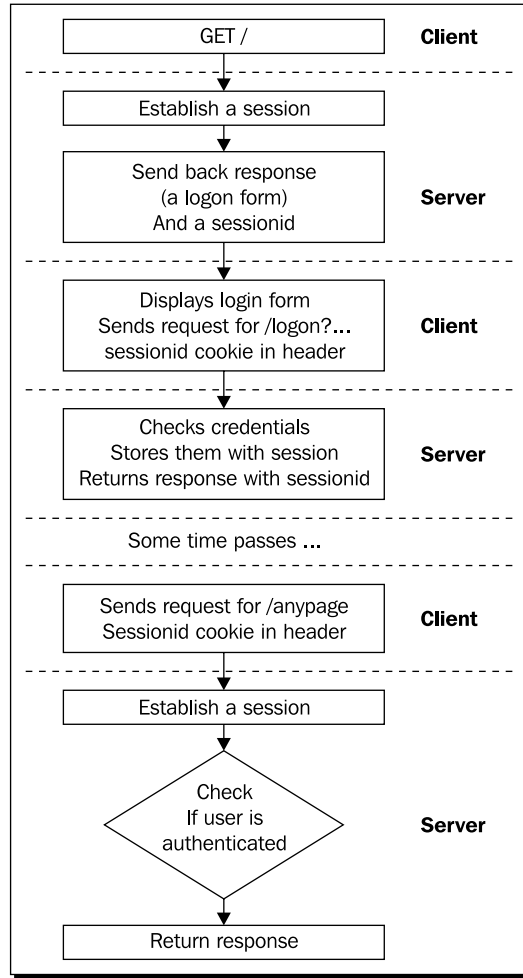 GET /
Client
Establish a session
Send back response
(a logon form)
And a sessionid
Server
Displays login form
Sends request for /logon?...
sessionid cookie in header
Client
Checks credentials
Stores them with session
Returns response with sessionid
Server
Some time passes ...
Sends request for /anypage
Sessionid cookie in header
Client
Establish a session
Check
If user is
authenticated
Server
Return response